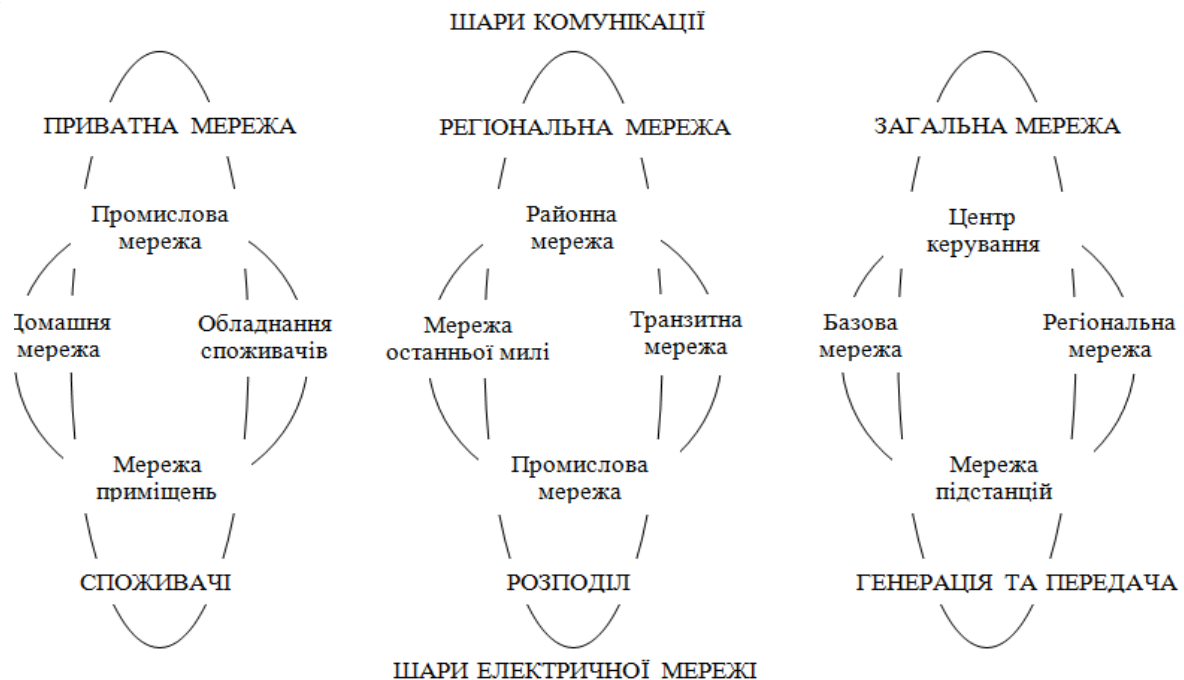 ШАРИ КОМУНІКАЦІЇ
ПРИВАТНА МЕРЕЖА
РЕГІОНАЛЬНА МЕРЕЖА
ЗАГАЛЬНА МЕРЕЖА
Промислова
мережа
Районна
мережа
Центр
керування
Домашня
мережа
Обладнання
споживачів
Мережа
останньої милі
Транзитна
мережа
Базова
мережа
Регіональна
мережа
Мережа
приміщень
Промислова
мережа
Мережа
підстанцій
СПОЖИВАЧІ
РОЗПОДІЛ
ГЕНЕРАЦІЯ ТА ПЕРЕДАЧА
ШАРИ ЕЛЕКТРИЧНОЇ МЕРЕЖІ